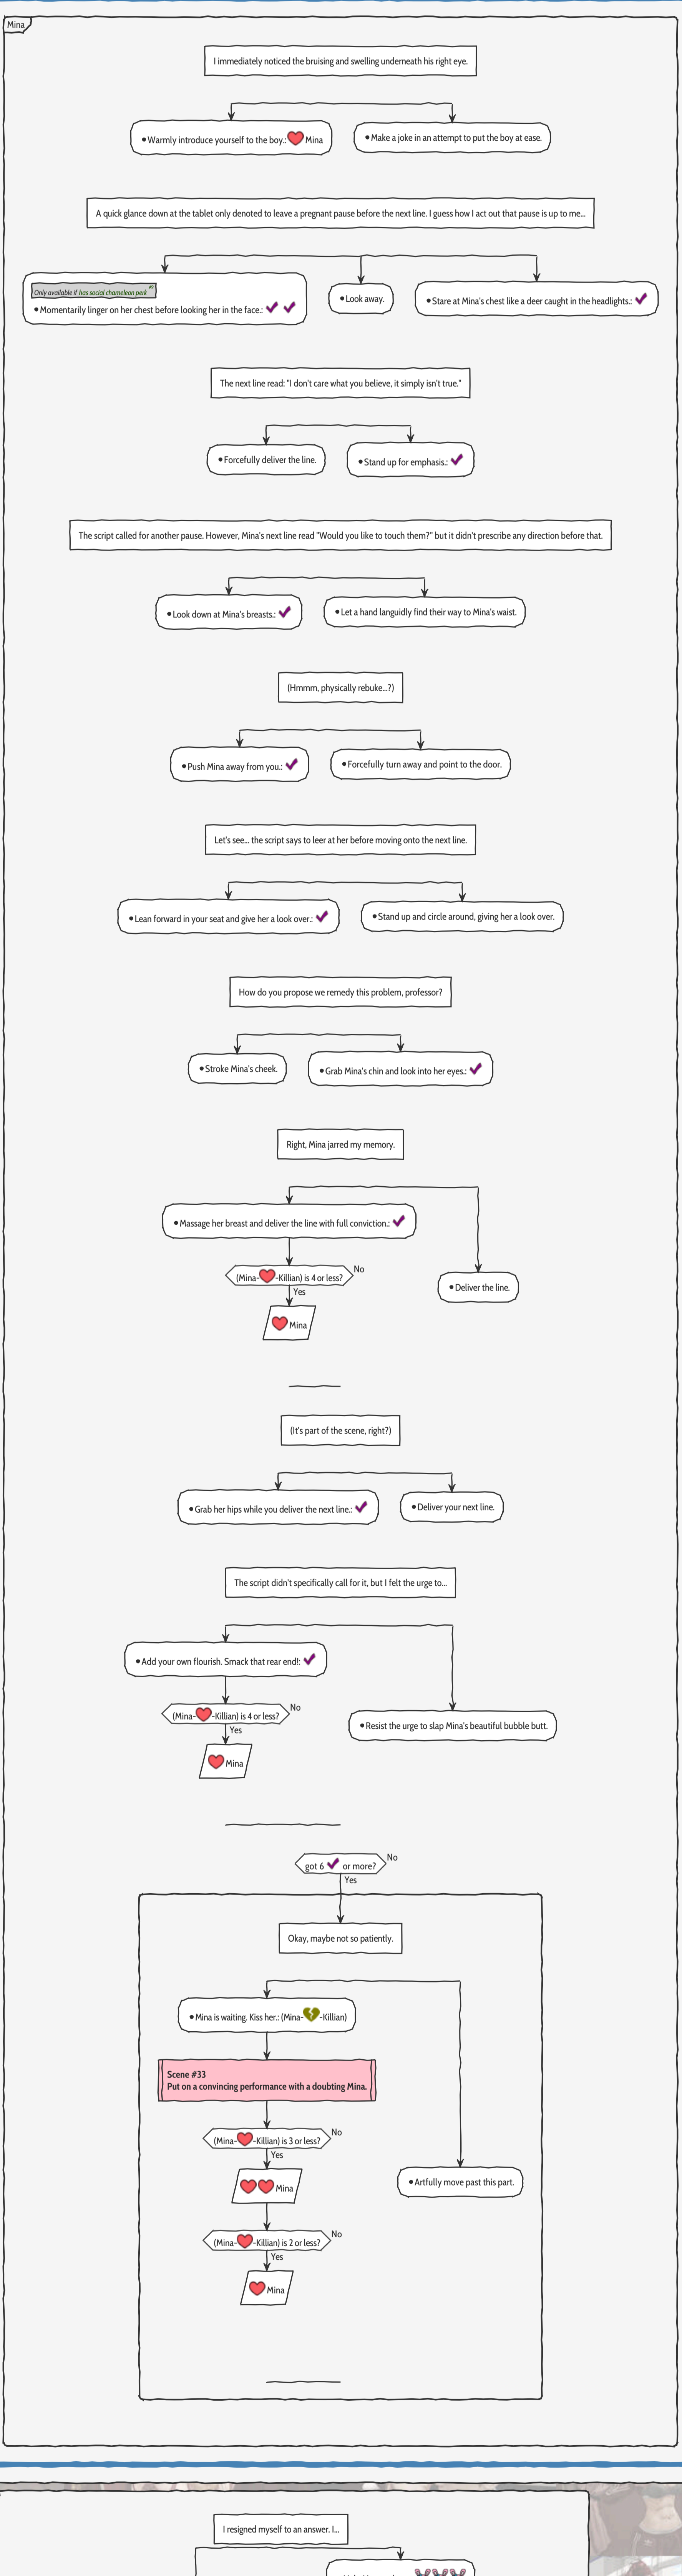 Mina
I immediately noticed the bruising and swelling underneath his right eye.
•Warmly introduce yourself to the boy.: Mina
•Make a joke in an attempt to put the boy at ease.
A quick glance down at the tablet only denoted to leave a pregnant pause before the next line. I guess how I act out that pause is up to me...
Only available if has social chameleon perk
•Momentarily linger on her chest before looking her in the face.:
•Look away.
•Stare at Mina's chest like a deer caught in the headlights.:
The next line read: "I don't care what you believe, it simply isn't true."
•Forcefully deliver the line.
•Stand up for emphasis.:
The script called for another pause. However, Mina's next line read "Would you like to touch them?" but it didn't prescribe any direction before that.
•Look down at Mina's breasts.:
•Let a hand languidly find their way to Mina's waist.
(Hmmm, physically rebuke...?)
•Push Mina away from you.:
•Forcefully turn away and point to the door.
Let's see... the script says to leer at her before moving onto the next line.
•Lean forward in your seat and give her a look over.:
•Stand up and circle around, giving her a look over.
How do you propose we remedy this problem, professor?
•Stroke Mina's cheek.
•Grab Mina's chin and look into her eyes.:
Right, Mina jarred my memory.
•Massage her breast and deliver the line with full conviction.:
(Mina- -Killian) is 4 or less?
No
•Deliver the line.
Yes
Mina
(It's part of the scene, right?)
•Grab her hips while you deliver the next line.:
•Deliver your next line.
The script didn't specifically call for it, but I felt the urge to...
•Add your own flourish. Smack that rear end!:
(Mina- -Killian) is 4 or less?
No
•Resist the urge to slap Mina's beautiful bubble butt.
Yes
Mina
got 6 or more?
No
Yes
Okay, maybe not so patiently.
•Mina is waiting. Kiss her.: (Mina- -Killian)
Scene #33
Put on a convincing performance with a doubting Mina.
(Mina- -Killian) is 3 or less?
No
Yes
Mina
•Artfully move past this part.
(Mina- -Killian) is 2 or less?
No
Yes
Mina
I resigned myself to an answer. I...